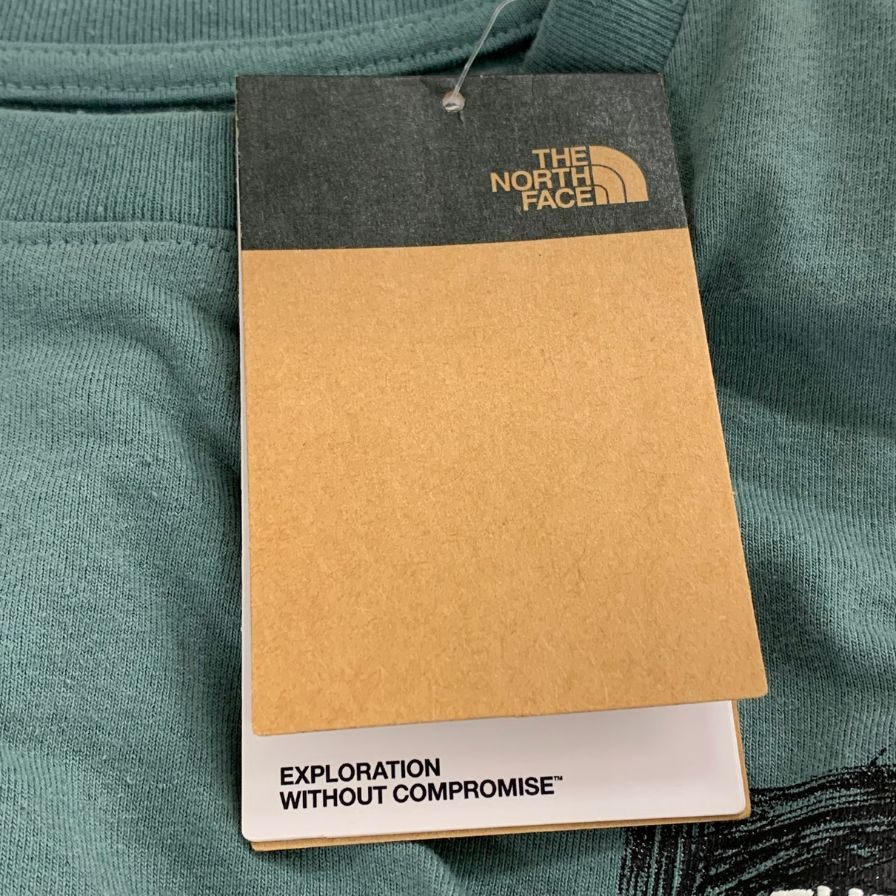 THE
NORTH
FACE
EXPLORATION
WITHOUT COMPROMISE™